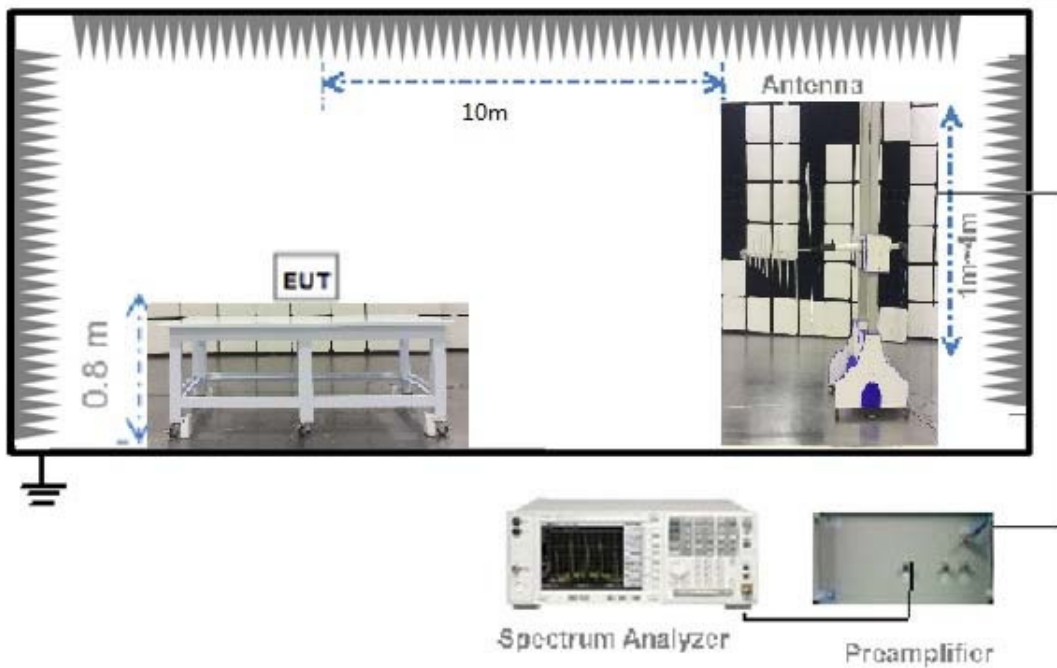 Antenna
10m
1m~4m
EUT
0.8 m
Spectrum Analyzer
Preamplifier